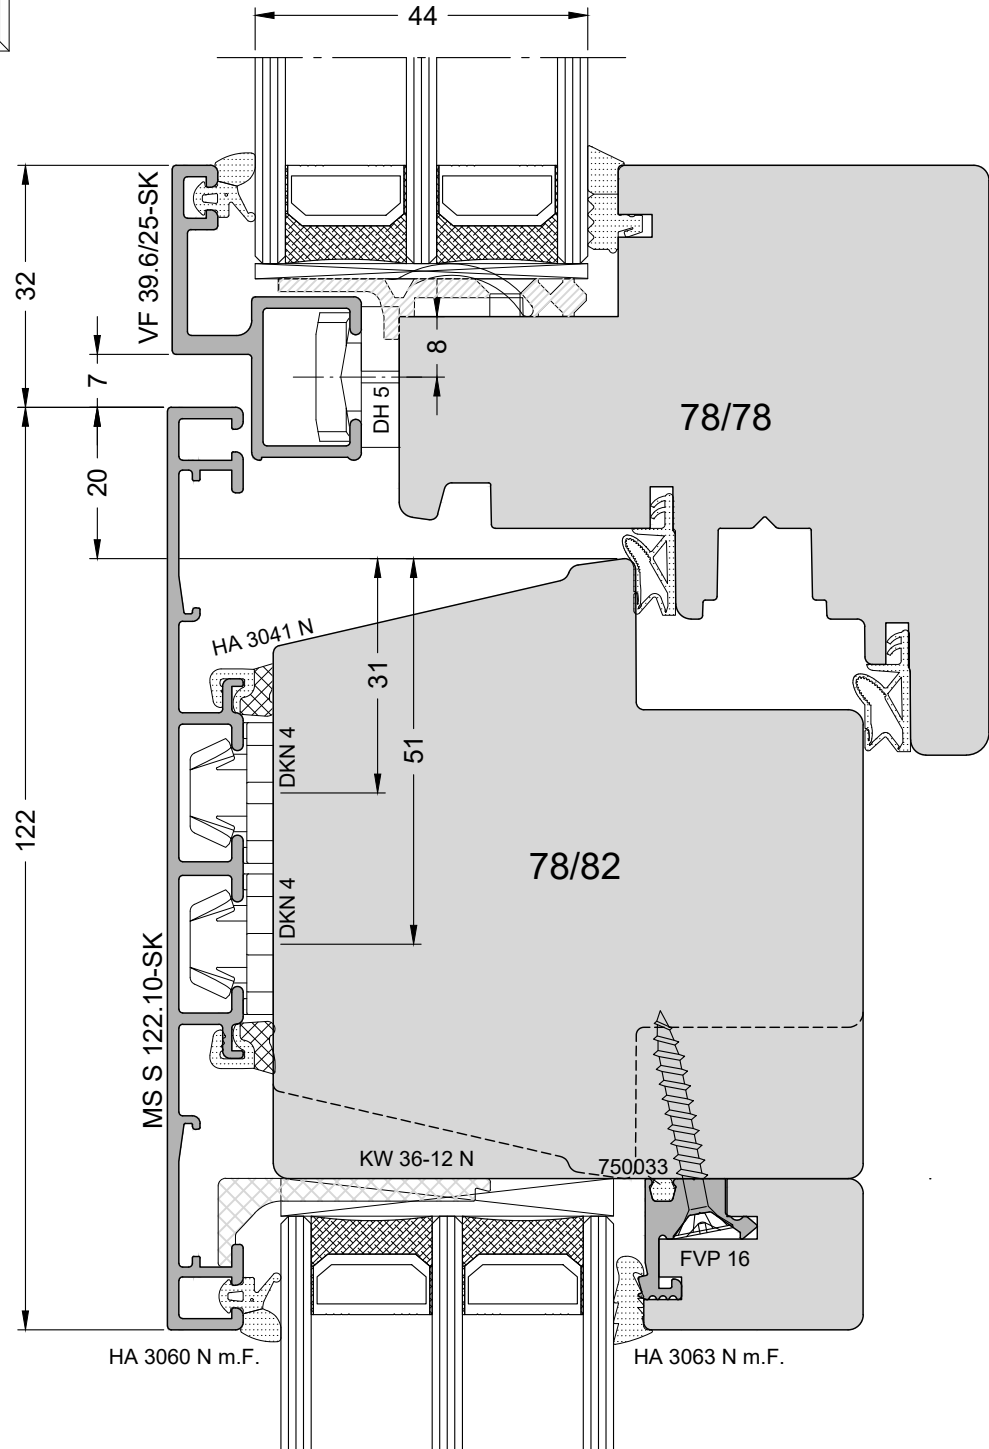 44
VF 39.6/25-SK
32
7
8
DH 5
78/78
20
HA 3041 N
31
DKN 4
51
122
78/82
DKN 4
MS S 122.10-SK
KW 36-12 N
750033
FVP 16
HA 3060 N m.F.
HA 3063 N m.F.